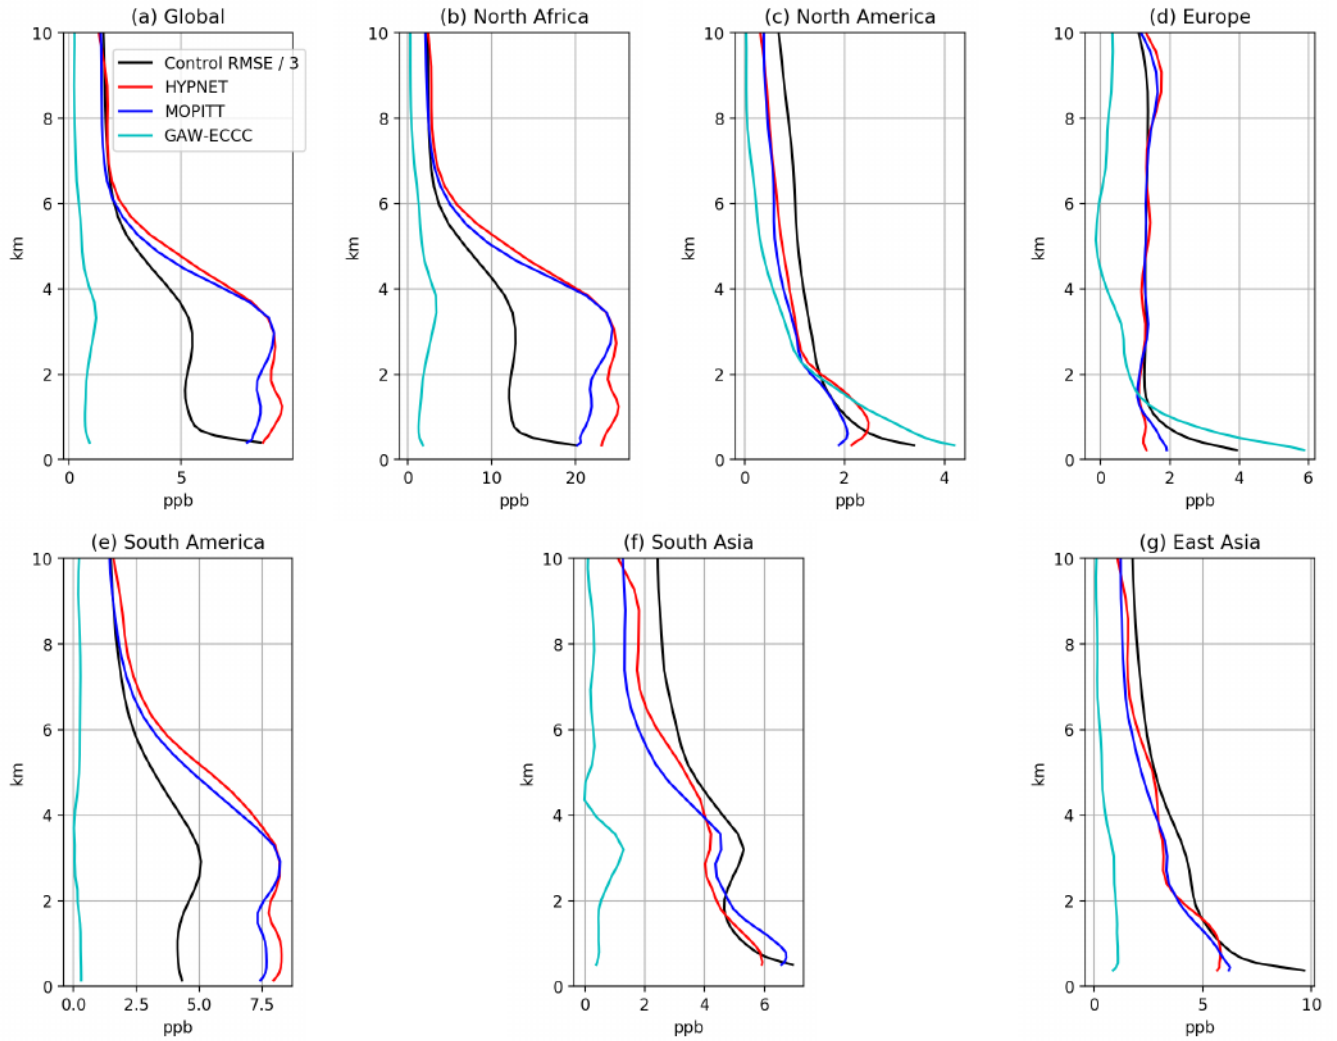 (a) Global
10
8
6
4
2
0
km
0 5
ppb
Control RMSE / 3
HYPNET
MOPITT
GAW-ECCC
(b) North Africa
10
8
6
4
2
0
km
0 10 20
ppb
(c) North America
10
8
6
4
2
0
km
0 2 4
ppb
(d) Europe
10
8
6
4
2
0
km
0 2 4 6
ppb
(e) South America
10
8
6
4
2
0
km
0.0 2.5 5.0 7.5
ppb
(f) South Asia
10
8
6
4
2
0
km
0 2 4 6
ppb
(g) East Asia
10
8
6
4
2
0
km
0 5 10
ppb